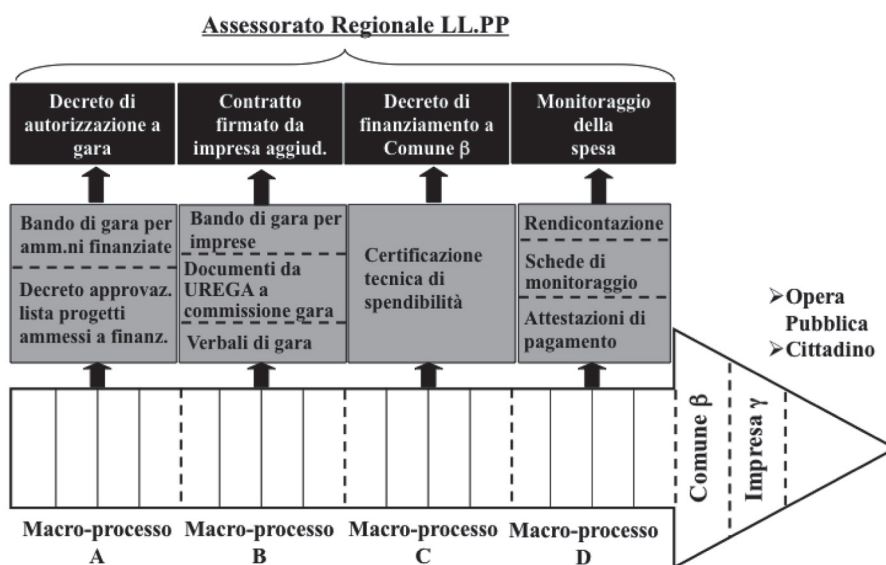 Assessorato Regionale LL.PP
Decreto di
autorizzazione a
gara
Contratto
firmato da
impresa aggiud.
Decreto di
finanziamento a
Comune β
Monitoraggio
della
spesa
Bando di gara per
amm.ni finanziate
Decreto approvaz.
lista progetti
ammessi a finanz.
Bando di gara per
imprese
Documenti da
UREGA a
commissione gara
Verbali di gara
Certificazione
tecnica di
spendibilità
Rendicontazione
Schede di
monitoraggio
Attestazioni di
pagamento
➢Opera
Pubblica
➢Cittadino
Comune β
Impresa γ
Macro-processo
A
Macro-processo
B
Macro-processo
C
Macro-processo
D